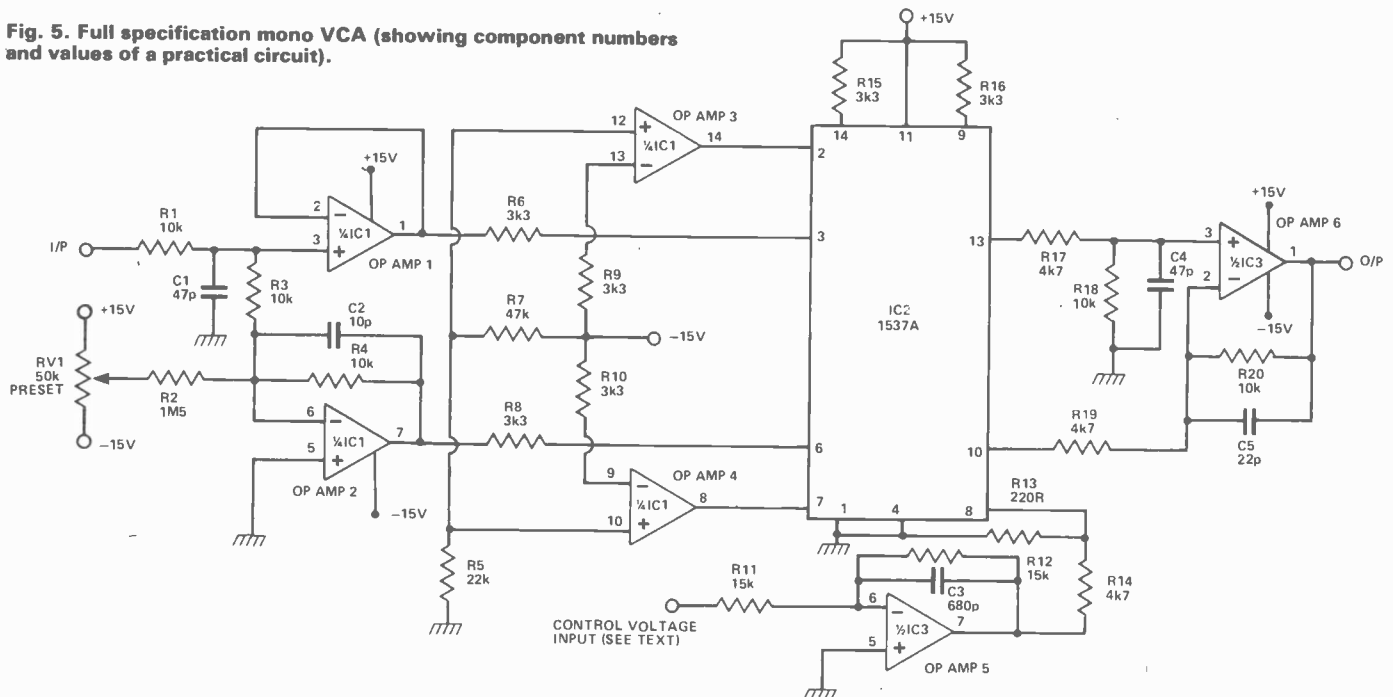 Fig. 5. Full specification mono VCA (showing component numbers
and values of a practical circuit).
+15V
R15
3k3
R16
3k3
14
11
9
12
+
OP AMP 3
¼IC1
14
13
−
2
+15V
2
−
¼IC1
1
3
+
OP AMP 1
R1
10k
I/P
C1
47p
R3
10k
R6
3k3
3
R9
3k3
R7
47k
−15V
R10
3k3
+15V
RV1
50k
PRESET
−15V
R2
1M5
C2
10p
R4
10k
6
−
¼IC1
7
5
+
OP AMP 2
−15V
R8
3k3
6
9
−
OP AMP 4
¼IC1
8
10
+
7
R5
22k
IC2
1537A
13
R17
4k7
R18
10k
C4
47p
+15V
OP AMP 6
3
+
½IC3
1
2
−
O/P
−15V
R20
10k
C5
22p
R19
4k7
10
1
4
8
R13
220R
R12
15k
C3
680p
R14
4k7
R11
15k
CONTROL VOLTAGE
INPUT (SEE TEXT)
6
−
½IC3
7
5
+
OP AMP 5